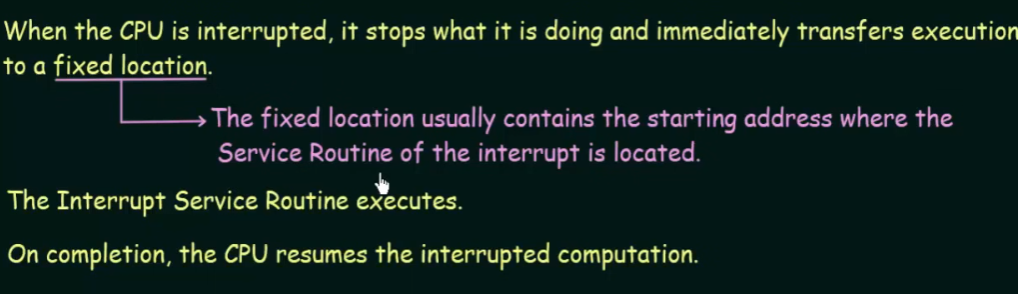 When the CPU is interrupted, it stops what it is doing and immediately transfers execution
to a fixed location.
The fixed location usually contains the starting address where the
Service Routine of the interrupt is located.
The Interrupt Service Routine executes.
On completion, the CPU resumes the interrupted computation.